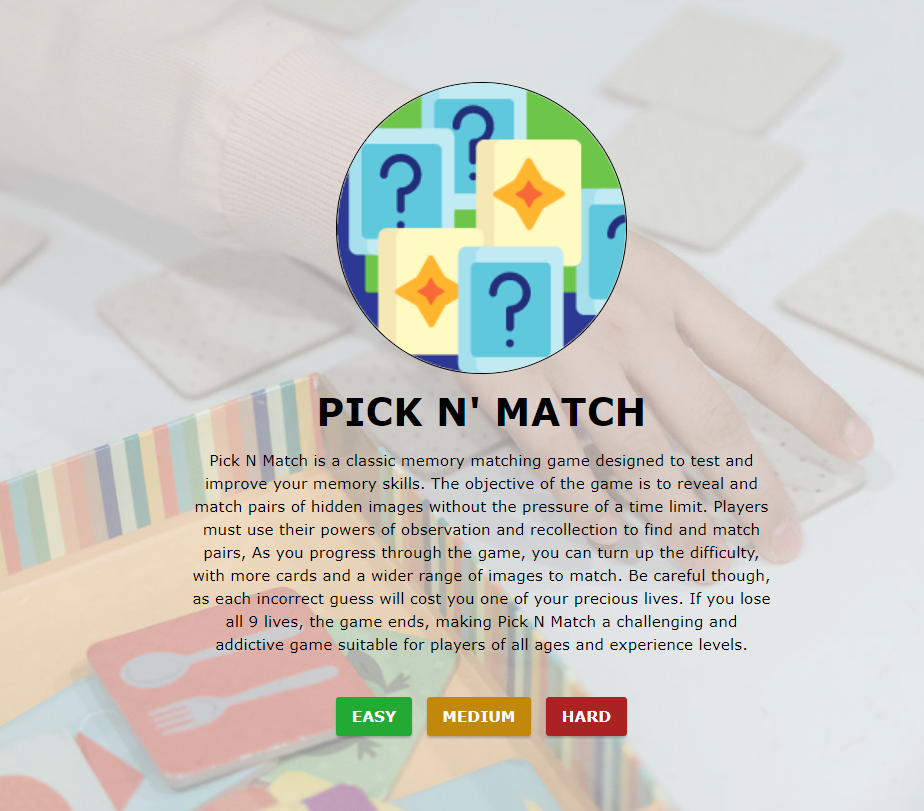 ?
?
?
?
PICK N' MATCH
Pick N Match is a classic memory matching game designed to test and
improve your memory skills. The objective of the game is to reveal and
match pairs of hidden images without the pressure of a time limit. Players
must use their powers of observation and recollection to find and match
pairs, As you progress through the game, you can turn up the difficulty,
with more cards and a wider range of images to match. Be careful though,
as each incorrect guess will cost you one of your precious lives. If you lose
all 9 lives, the game ends, making Pick N Match a challenging and
addictive game suitable for players of all ages and experience levels.
EASY MEDIUM HARD